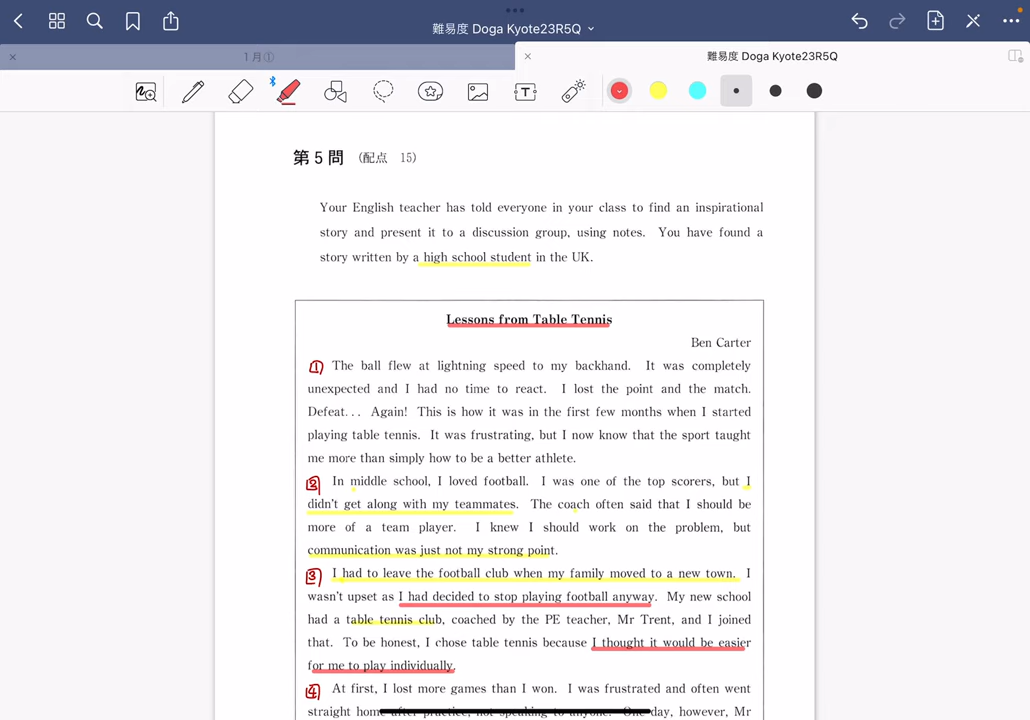 難易度 Doga Kyote23R5Q
1 月①
難易度 Doga Kyote23R5Q
T
第 5 問 (配点 15)
Your English teacher has told everyone in your class to find an inspirational
story and present it to a discussion group, using notes. You have found a
story written by a high school student in the UK.
Lessons from Table Tennis
Ben Carter
① The ball flew at lightning speed to my backhand. It was completely
unexpected and I had no time to react. I lost the point and the match.
Defeat... Again! This is how it was in the first few months when I started
playing table tennis. It was frustrating, but I now know that the sport taught
me more than simply how to be a better athlete.
② In middle school, I loved football. I was one of the top scorers, but I
didn't get along with my teammates. The coach often said that I should be
more of a team player. I knew I should work on the problem, but
communication was just not my strong point.
③ I had to leave the football club when my family moved to a new town. I
wasn't upset as I had decided to stop playing football anyway. My new school
had a table tennis club, coached by the PE teacher, Mr Trent, and I joined
that. To be honest, I chose table tennis because I thought it would be easier
for me to play individually.
④ At first, I lost more games than I won. I was frustrated and often went
straight home after practice, not speaking to anyone. One day, however, Mr